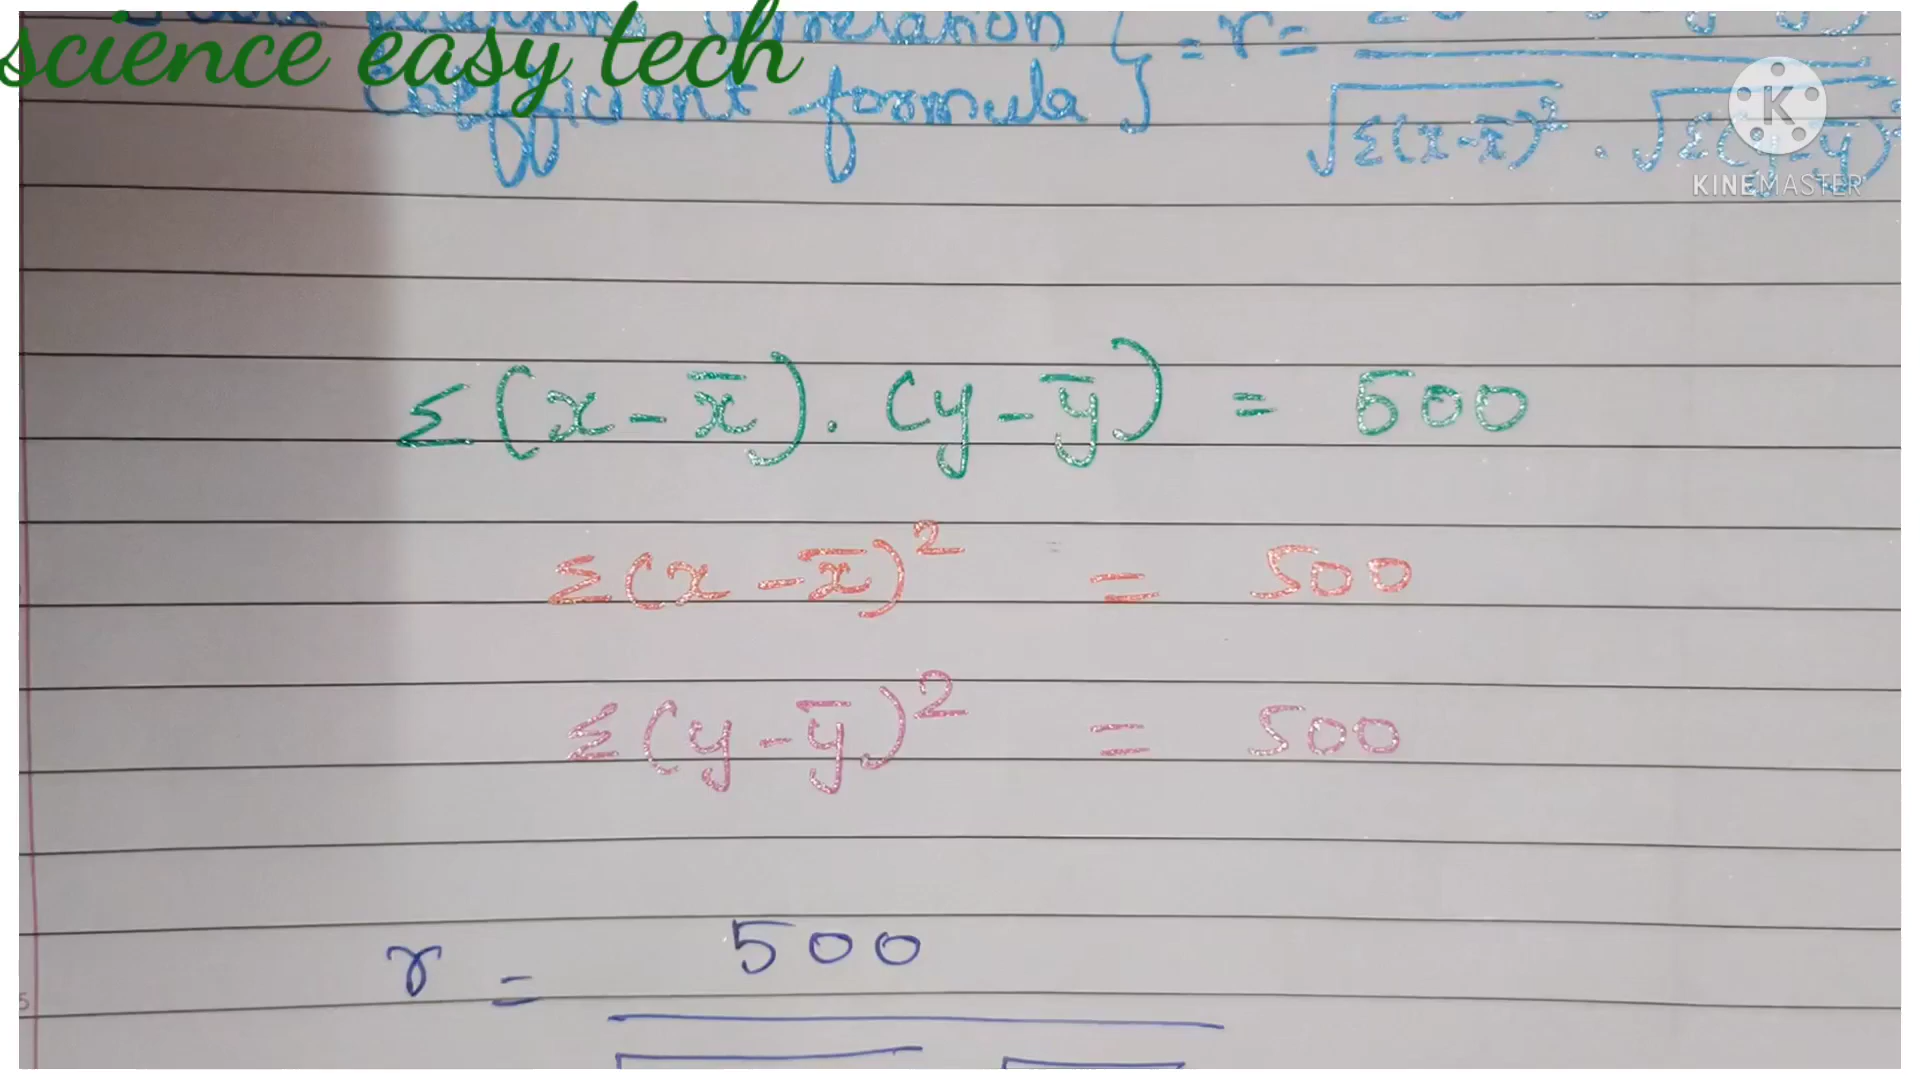 science easy tech
coefficient formula } = r =
√Σ(x-x̄)² . √Σ(y-ȳ)²
KINEMASTER
Σ(x-x̄).(y-ȳ) = 500
Σ(x-x̄)² = 500
Σ(y-ȳ)² = 500
r = 500